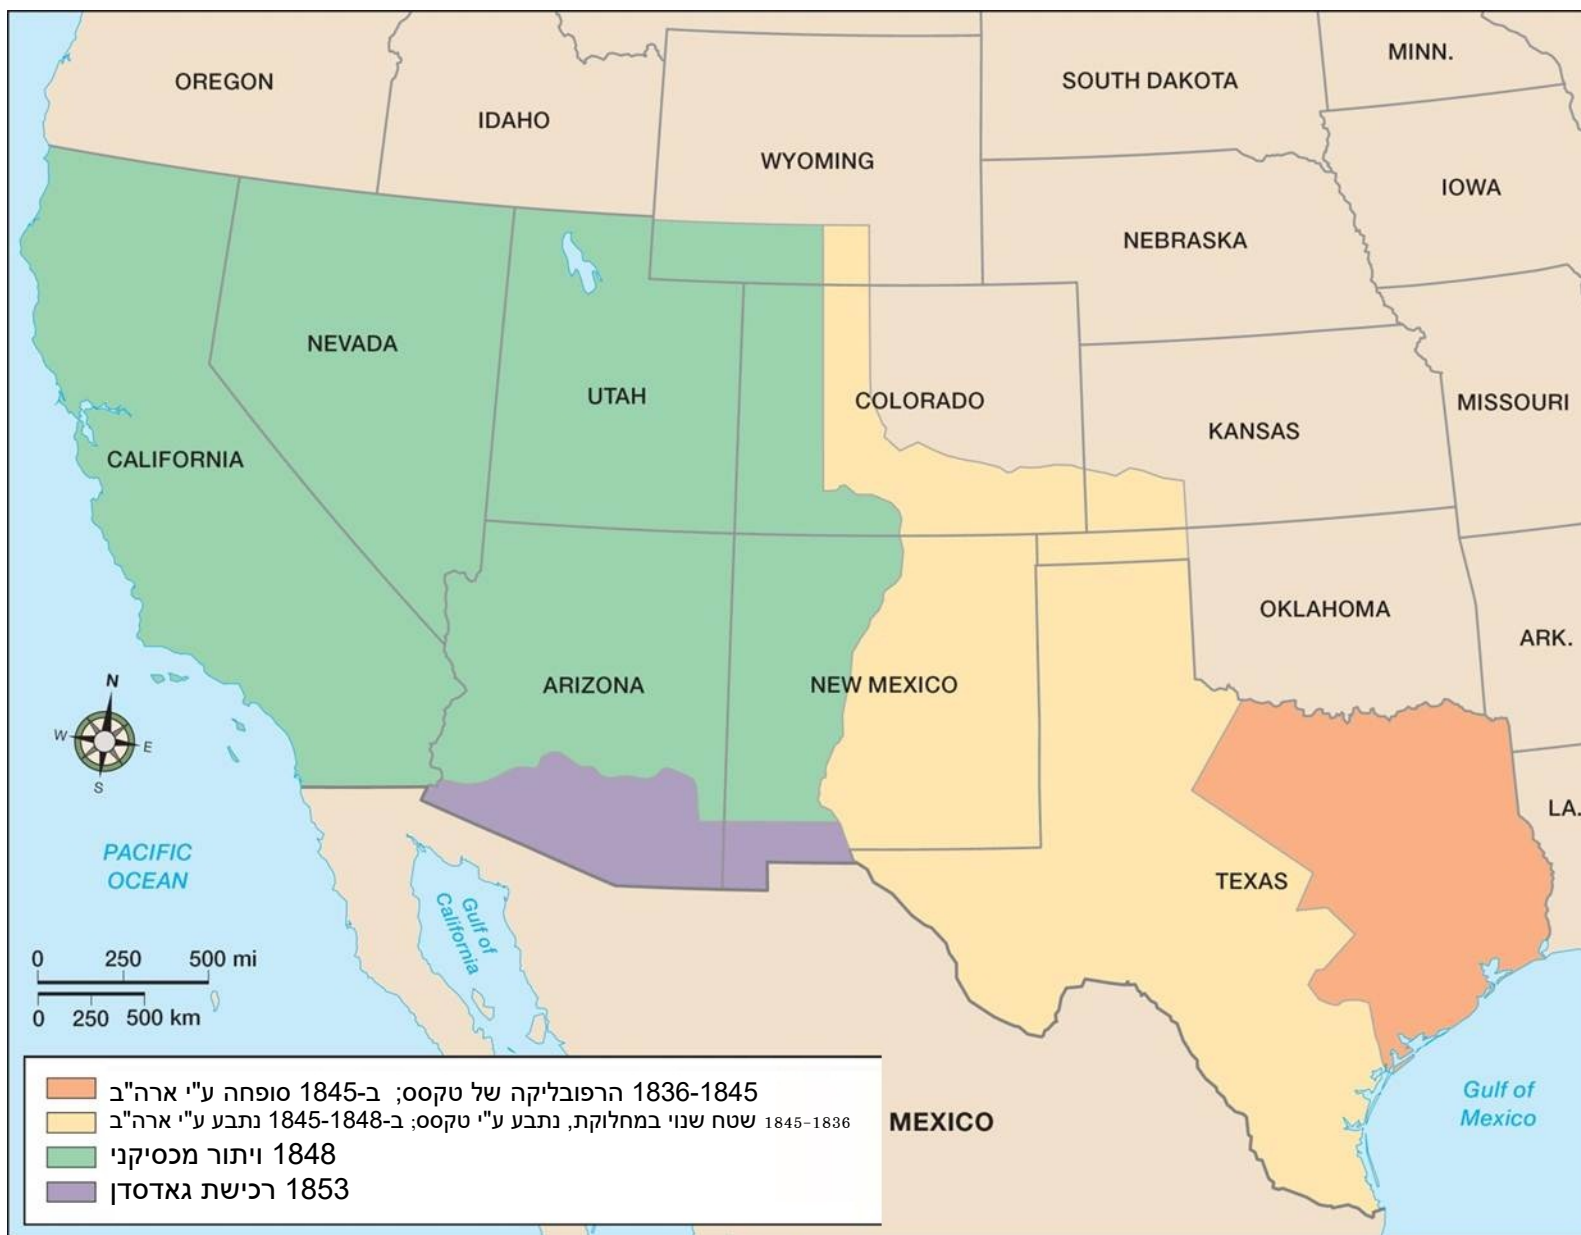 OREGON
IDAHO
WYOMING
SOUTH DAKOTA
MINN.
IOWA
NEBRASKA
NEVADA
UTAH
COLORADO
KANSAS
MISSOURI
CALIFORNIA
ARIZONA
NEW MEXICO
OKLAHOMA
ARK.
TEXAS
LA.
N
W
E
S
PACIFIC
OCEAN
Gulf of
California
0 250 500 mi
0 250 500 km
1836-1845 הרפובליקה של טקסס; ב-1845 סופחה ע"י ארה"ב
1845-1836 שטח שנוי במחלוקת, נתבע ע"י טקסס; ב-1845-1848 נתבע ע"י ארה"ב
1848 ויתור מכסיקני
1853 רכישת גאדסדן
MEXICO
Gulf of
Mexico